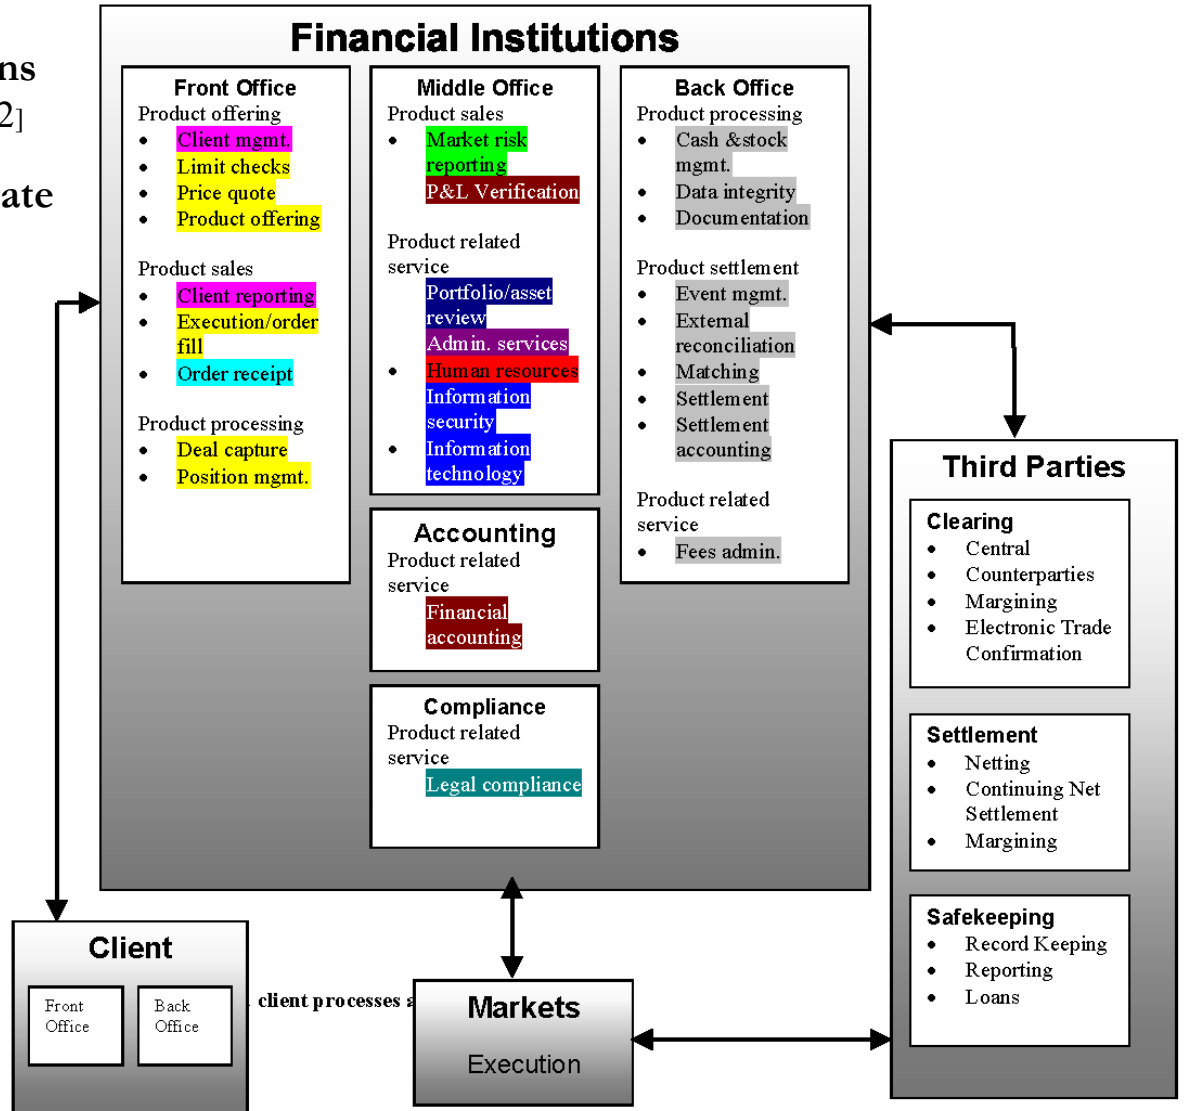 ns
2]
ate
Financial Institutions
Front Office
Product offering
• Client mgmt.
• Limit checks
• Price quote
• Product offering
Product sales
• Client reporting
• Execution/order
fill
• Order receipt
Product processing
• Deal capture
• Position mgmt.
Middle Office
Product sales
• Market risk
reporting
P&L Verification
Product related
service
Portfolio/asset
review
Admin. services
• Human resources
Information
security
• Information
technology
Accounting
Product related
service
Financial
accounting
Compliance
Product related
service
Legal compliance
Back Office
Product processing
• Cash &stock
mgmt.
• Data integrity
• Documentation
Product settlement
• Event mgmt.
• External
reconciliation
• Matching
• Settlement
• Settlement
accounting
Product related
service
• Fees admin.
Third Parties
Clearing
• Central
• Counterparties
• Margining
• Electronic Trade
Confirmation
Settlement
• Netting
• Continuing Net
Settlement
• Margining
Safekeeping
• Record Keeping
• Reporting
• Loans
Client
Front
Office
Back
Office
client processes a
Markets
Execution